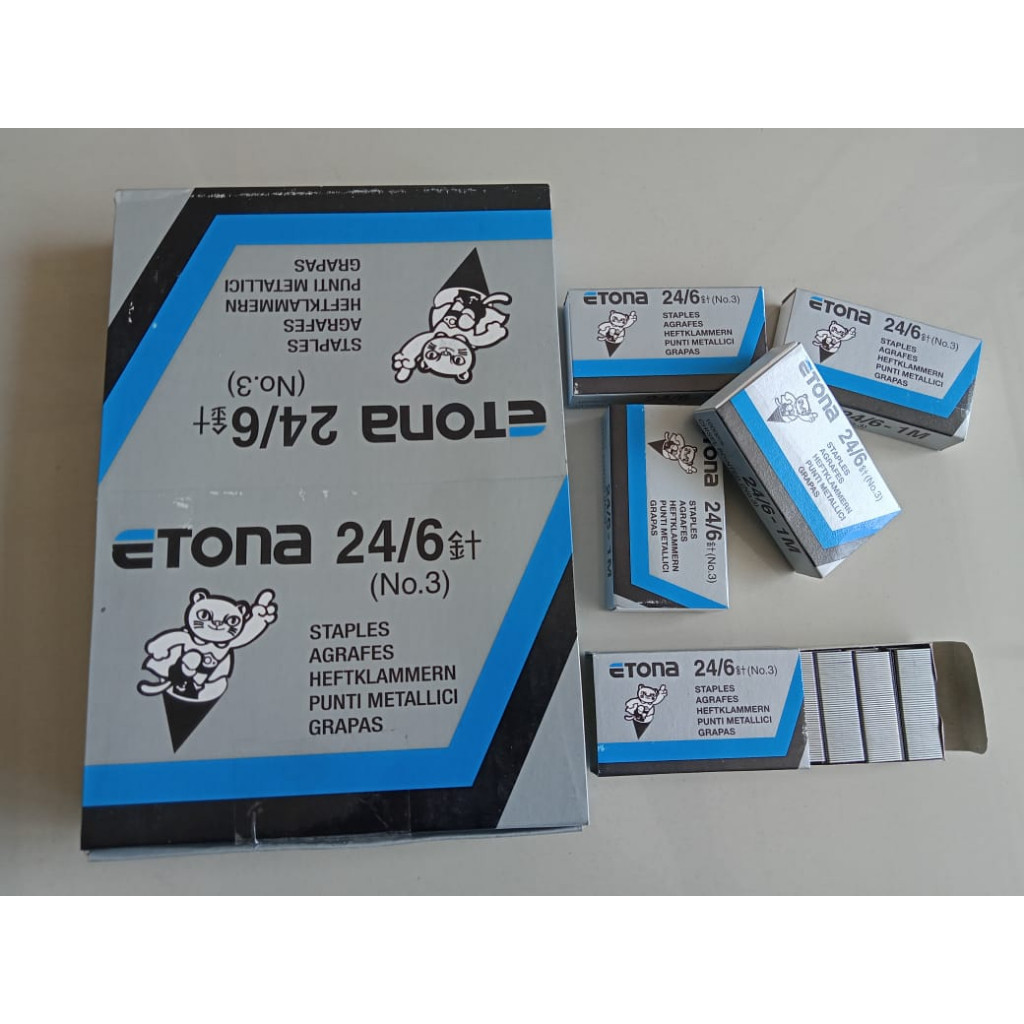 GRAPAS
PUNTI METALLICI
HEFTKLAMMERN
AGRAFES
STAPLES
(No.3)
ETONA 24/6針
ETONA 24/6針
(No.3)
STAPLES
AGRAFES
HEFTKLAMMERN
PUNTI METALLICI
GRAPAS
ETONA 24/6針(No.3)
STAPLES
AGRAFES
HEFTKLAMMERN
PUNTI METALLICI
GRAPAS
ETONA 24/6針(No.3)
STAPLES
AGRAFES
HEFTKLAMMERN
PUNTI METALLICI
GRAPAS
24/6-1M
ETONA 24/6針(No.3)
STAPLES
AGRAFES
HEFTKLAMMERN
PUNTI METALLICI
GRAPAS
24/6-1M
ETONA 24/6針(No.3)
STAPLES
AGRAFES
HEFTKLAMMERN
PUNTI METALLICI
GRAPAS
ETONA 24/6針(No.3)
STAPLES
AGRAFES
HEFTKLAMMERN
PUNTI METALLICI
GRAPAS